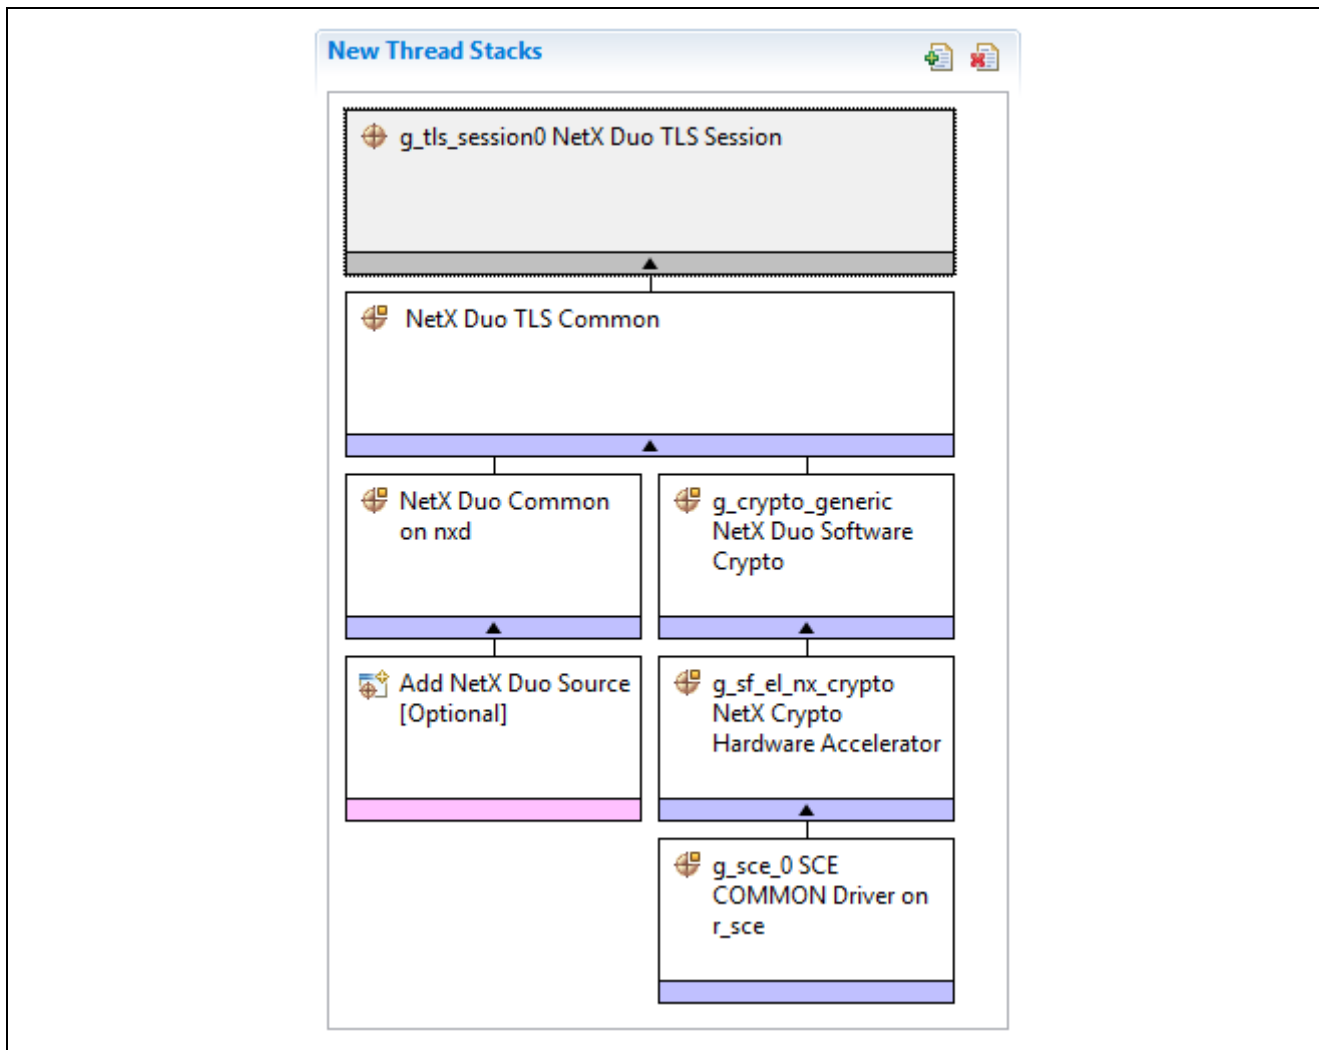 New Thread Stacks
g_tls_session0 NetX Duo TLS Session
NetX Duo TLS Common
NetX Duo Common
on nxd
g_crypto_generic
NetX Duo Software
Crypto
Add NetX Duo Source
[Optional]
g_sf_el_nx_crypto
NetX Crypto
Hardware Accelerator
g_sce_0 SCE
COMMON Driver on
r_sce